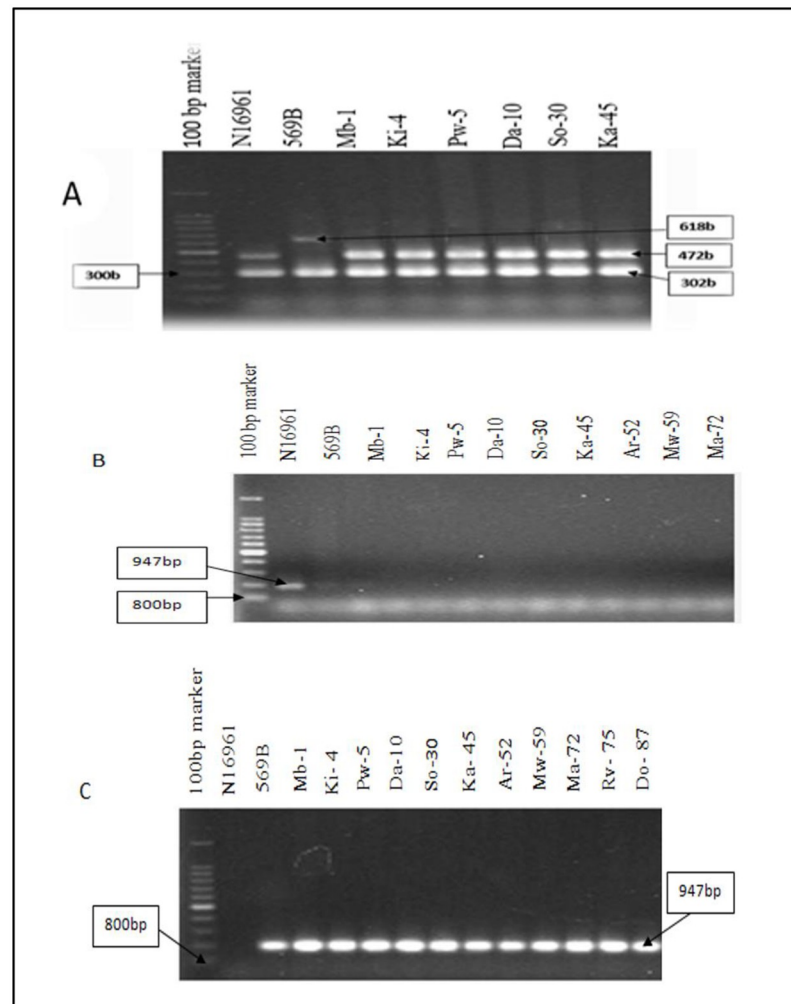 A
100 bp marker
N16961
569B
Mb-1
Ki-4
Pw-5
Da-10
So-30
Ka-45
618b
472b
302b
300b
B
100 bp marker
N16961
569B
Mb-1
Ki-4
Pw-5
Da-10
So-30
Ka-45
Ar-52
Mw-59
Ma-72
947bp
800bp
C
100bp marker
N16961
569B
Mb-1
Ki- 4
Pw-5
Da-10
So-30
Ka- 45
Ar-52
Mw-59
Ma-72
Rv- 75
Do- 87
800bp
947bp